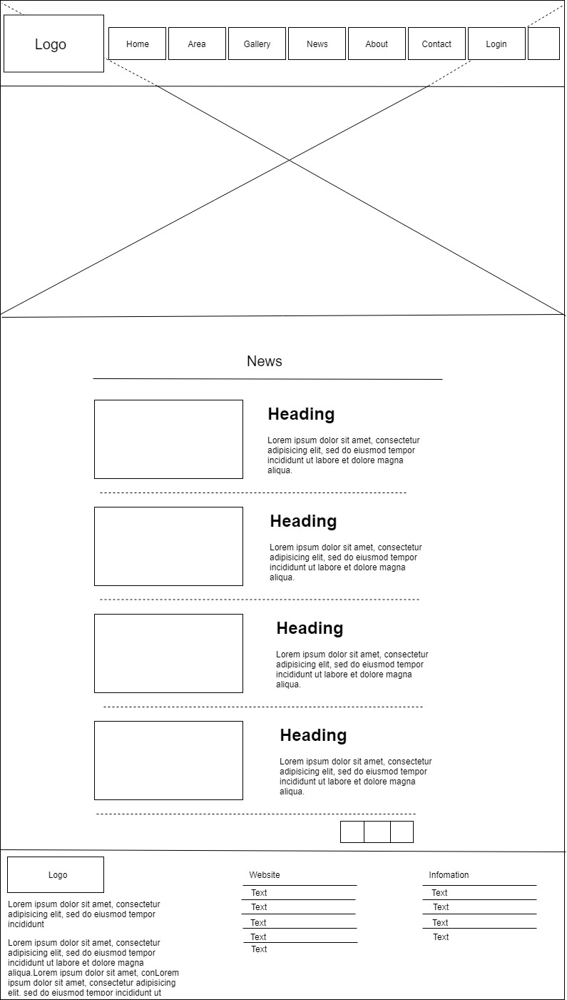 Logo
Home
Area
Gallery
News
About
Contact
Login
News
Heading
Lorem ipsum dolor sit amet, consectetur
adipisicing elit, sed do eiusmod tempor
incididunt ut labore et dolore magna
aliqua.
Heading
Lorem ipsum dolor sit amet, consectetur
adipisicing elit, sed do eiusmod tempor
incididunt ut labore et dolore magna
aliqua.
Heading
Lorem ipsum dolor sit amet, consectetur
adipisicing elit, sed do eiusmod tempor
incididunt ut labore et dolore magna
aliqua.
Heading
Lorem ipsum dolor sit amet, consectetur
adipisicing elit, sed do eiusmod tempor
incididunt ut labore et dolore magna
aliqua.
Logo
Lorem ipsum dolor sit amet, consectetur
adipisicing elit, sed do eiusmod tempor
incididunt
Lorem ipsum dolor sit amet, consectetur
adipisicing elit, sed do eiusmod tempor
incididunt ut labore et dolore magna
aliqua.Lorem ipsum dolor sit amet, conLorem
ipsum dolor sit amet, consectetur adipisicing
elit, sed do eiusmod tempor incididunt ut
Website
Text
Text
Text
Text
Text
Infomation
Text
Text
Text
Text